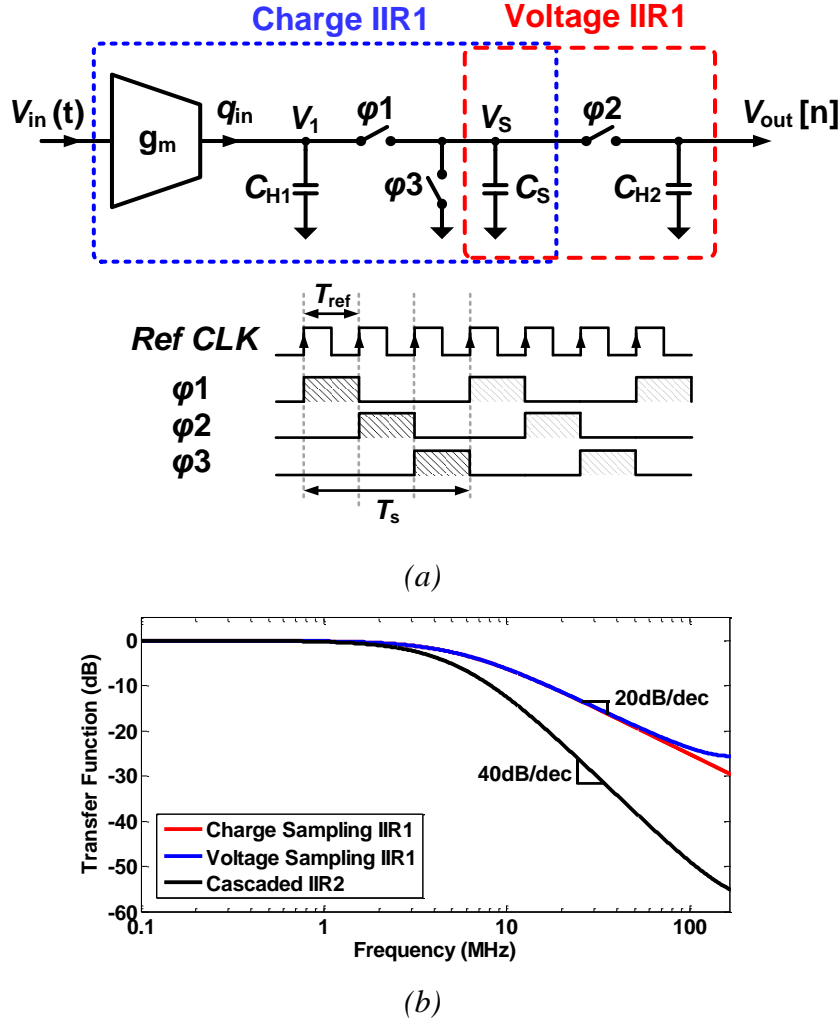 Charge IIR1
Voltage IIR1
Vin (t)
gm
qin
V1
φ1
VS
φ2
Vout [n]
CH1
φ3
CS
CH2
Tref
Ref CLK
φ1
φ2
φ3
Ts
(a)
Transfer Function (dB)
0
-10
-20
-30
-40
-50
-60
20dB/dec
40dB/dec
Charge Sampling IIR1
Voltage Sampling IIR1
Cascaded IIR2
0.1 1 10 100
Frequency (MHz)
(b)